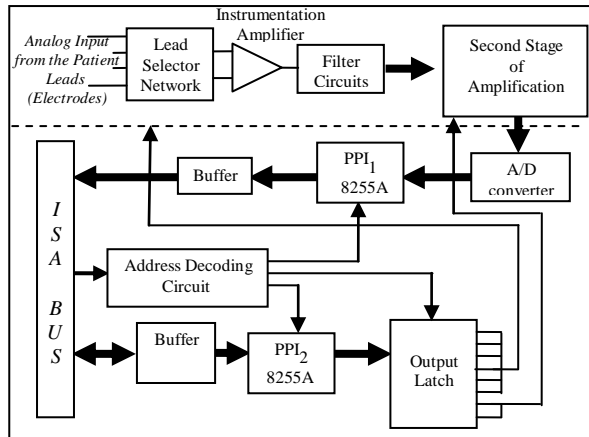 Instrumentation
Amplifier
Analog Input
from the Patient
Leads
(Electrodes)
Lead
Selector
Network
Filter
Circuits
Second Stage
of
Amplification
A/D
converter
PPI1
8255A
Buffer
I
S
A
B
U
S
Address Decoding
Circuit
Buffer
PPI2
8255A
Output
Latch